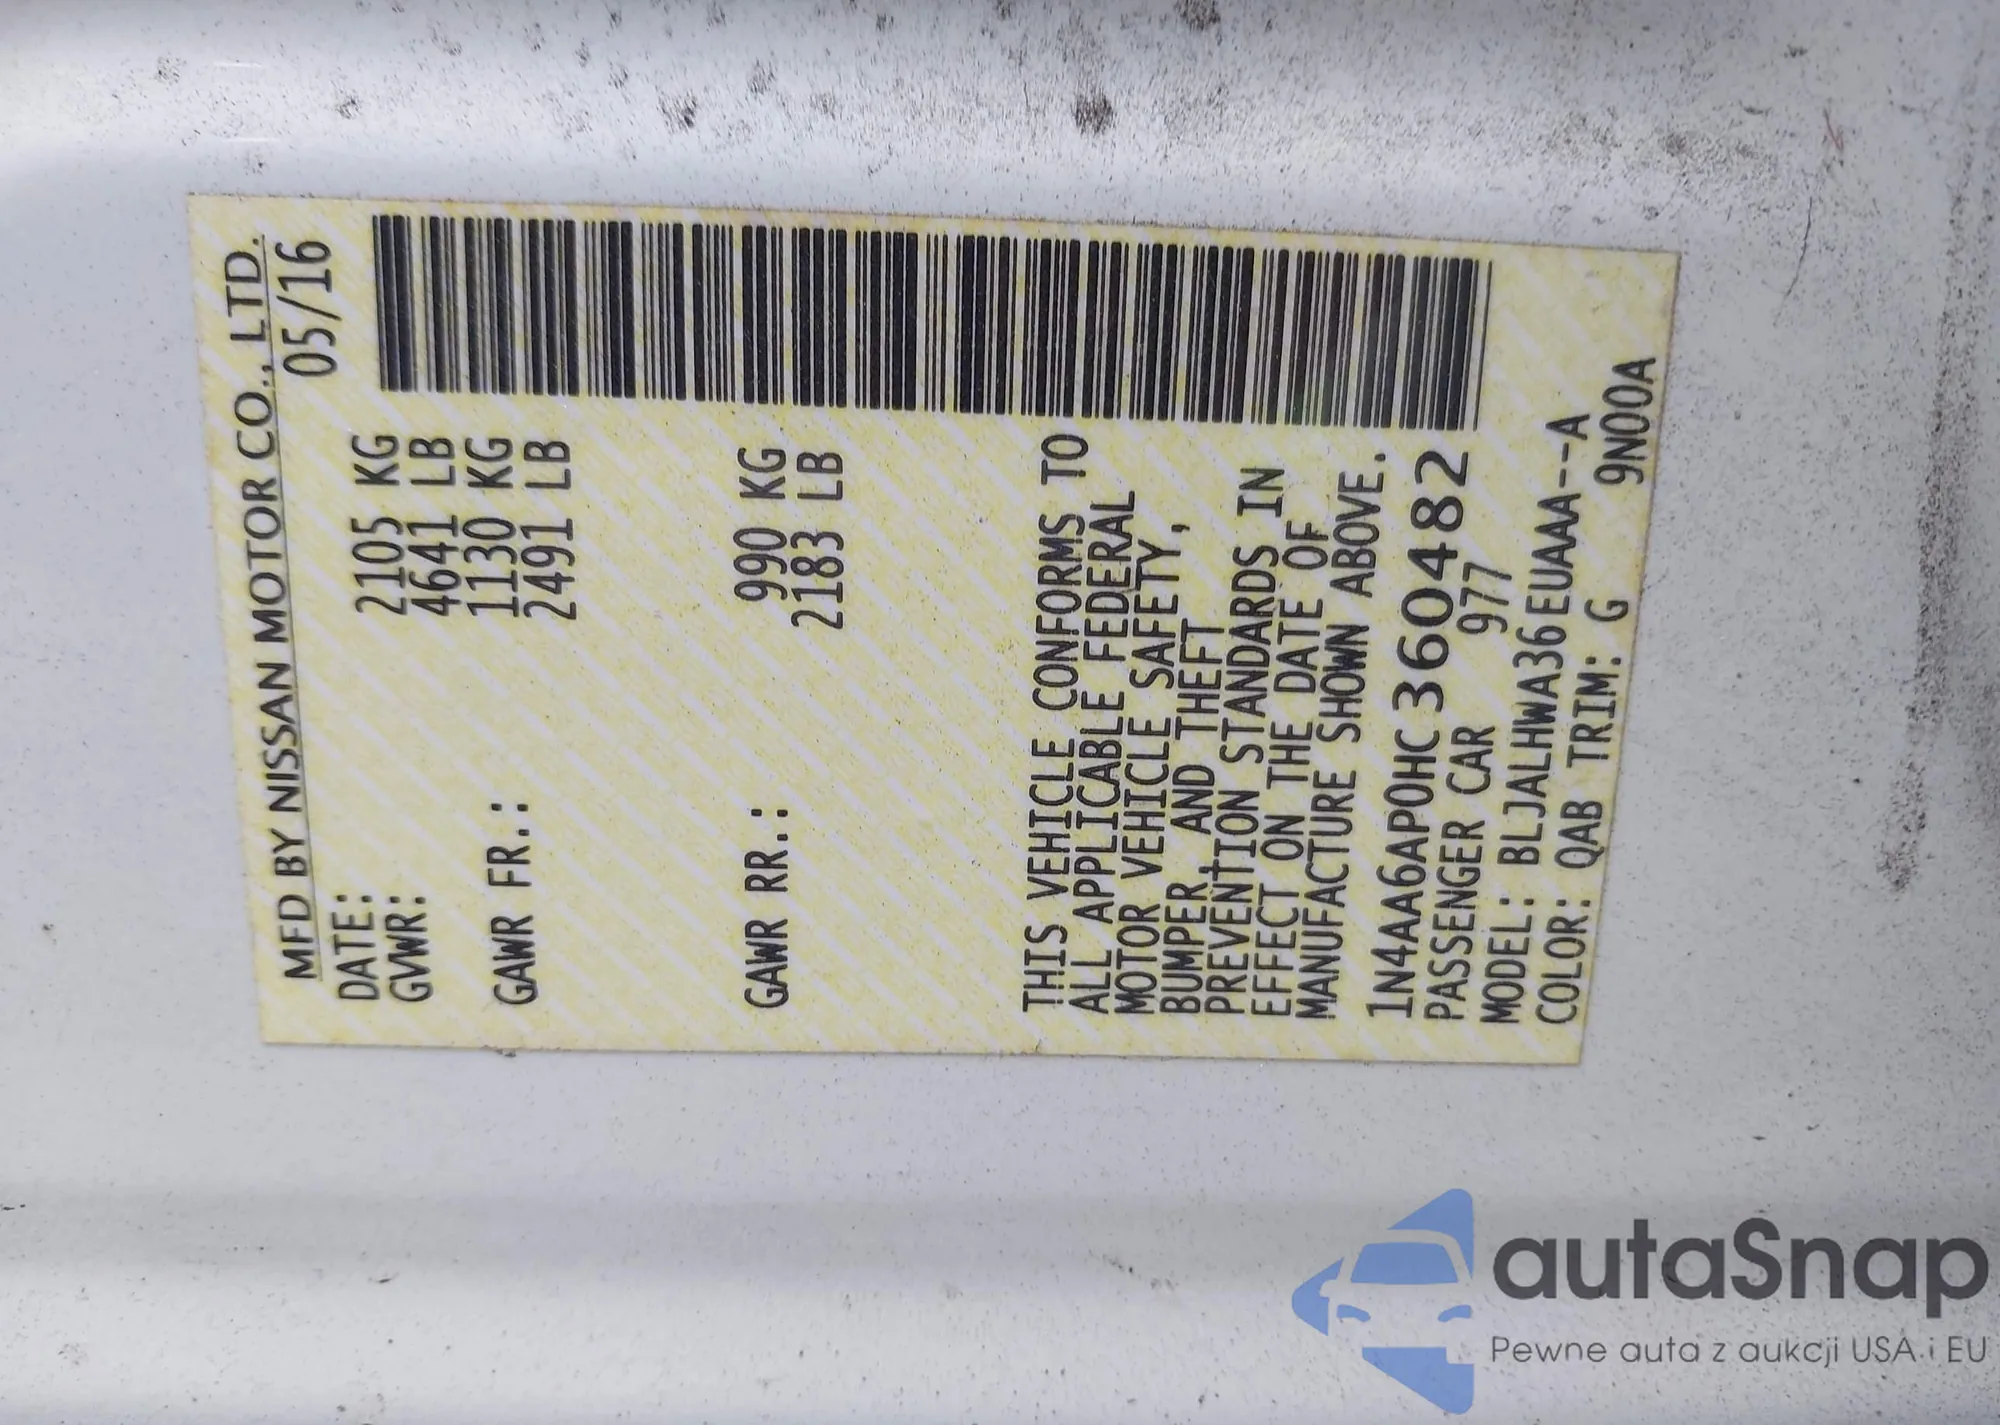 MFD BY NISSAN MOTOR CO., LTD.
DATE: 05/16
GVWR: 2105 KG
4641 LB
GAWR FR.: 1130 KG
2491 LB
GAWR RR.: 990 KG
2183 LB
THIS VEHICLE CONFORMS TO
ALL APPLICABLE FEDERAL
MOTOR VEHICLE SAFETY,
BUMPER, AND THEFT
PREVENTION STANDARDS IN
EFFECT ON THE DATE OF
MANUFACTURE SHOWN ABOVE.
1N4AA6AP0HC360482
PASSENGER CAR 977
MODEL: BLJALHWA36EUAAA--A
COLOR: QAB TRIM: G 9N00A
autaSnap
Pewne auta z aukcji USA i EU